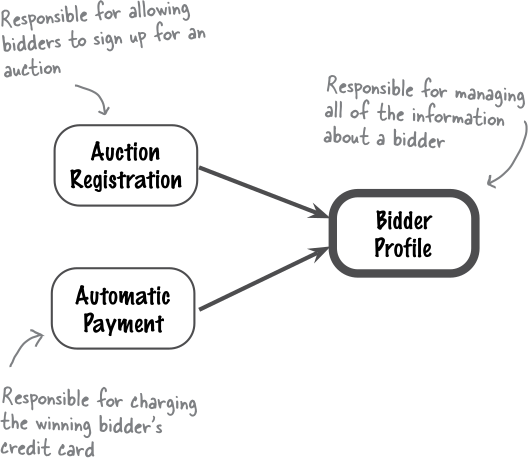 Responsible for allowing
bidders to sign up for an
auction
Responsible for managing
all of the information
about a bidder
Auction
Registration
Bidder
Profile
Automatic
Payment
Responsible for charging
the winning bidder's
credit card